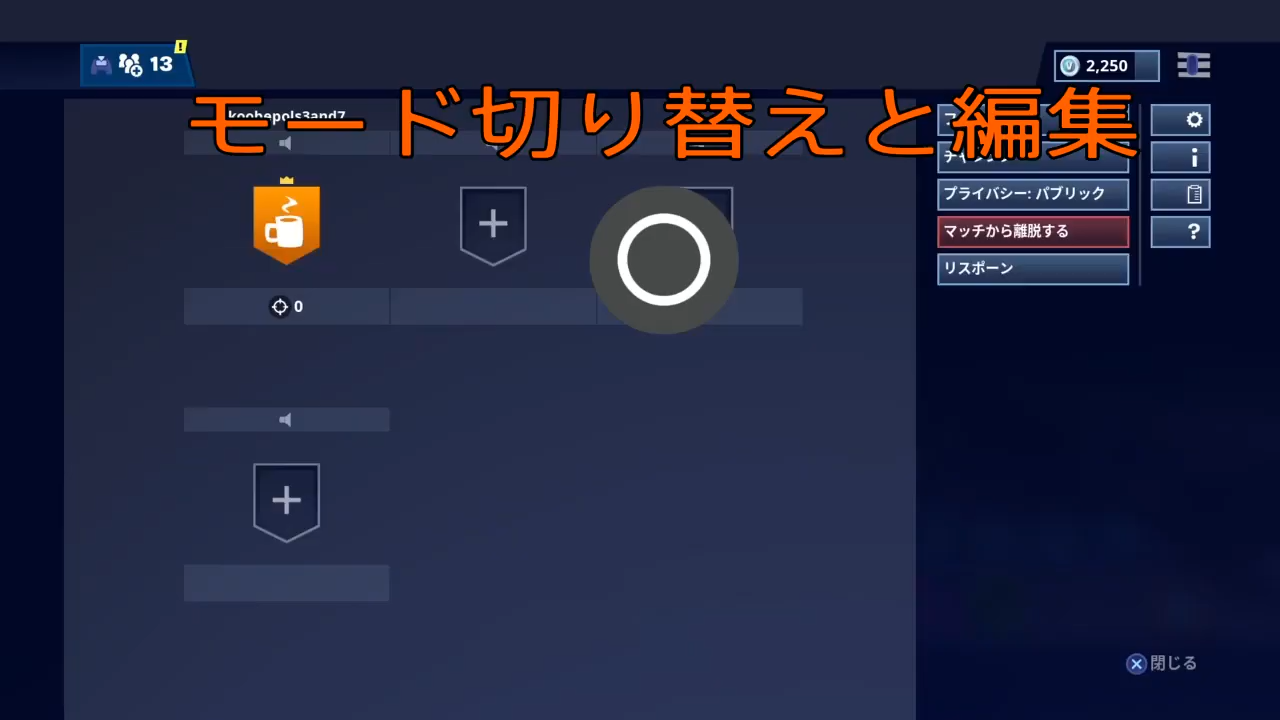 13
!
2,250
モード切り替えと編集
プライバシー: パブリック
マッチから離脱する
リスポーン
0
閉じる